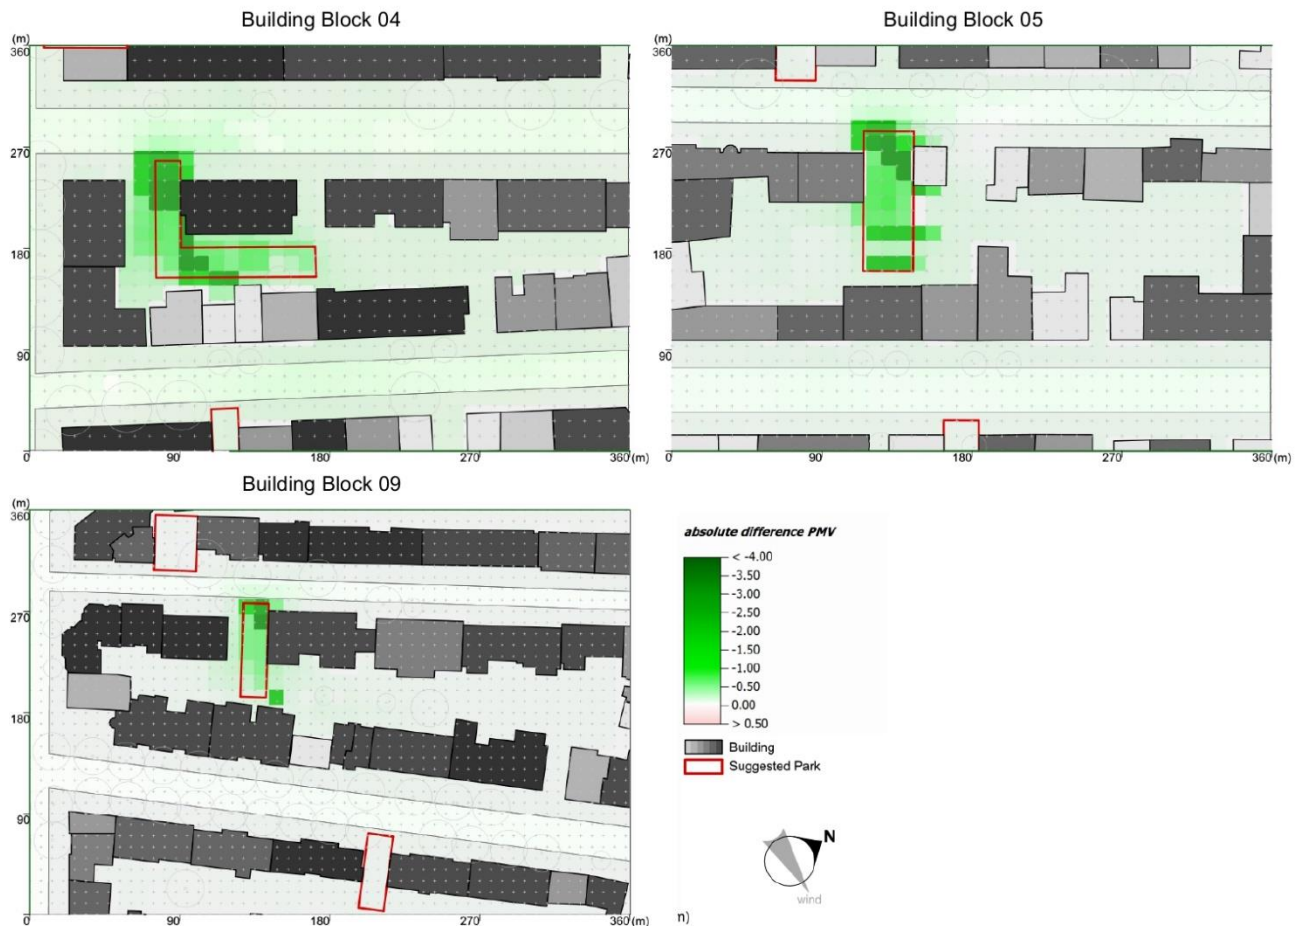 Building Block 04
Building Block 05
(m)
360
270
180
90
0
90
180
270
360 (m)
(m)
360
270
180
90
0
90
180
270
360 (m)
Building Block 09
(m)
360
270
180
90
0
90
180
270
360 (m)
absolute difference PMV
< -4.00
-3.50
-3.00
-2.50
-2.00
-1.50
-1.00
-0.50
0.00
> 0.50
Building
Suggested Park
N
wind
n)